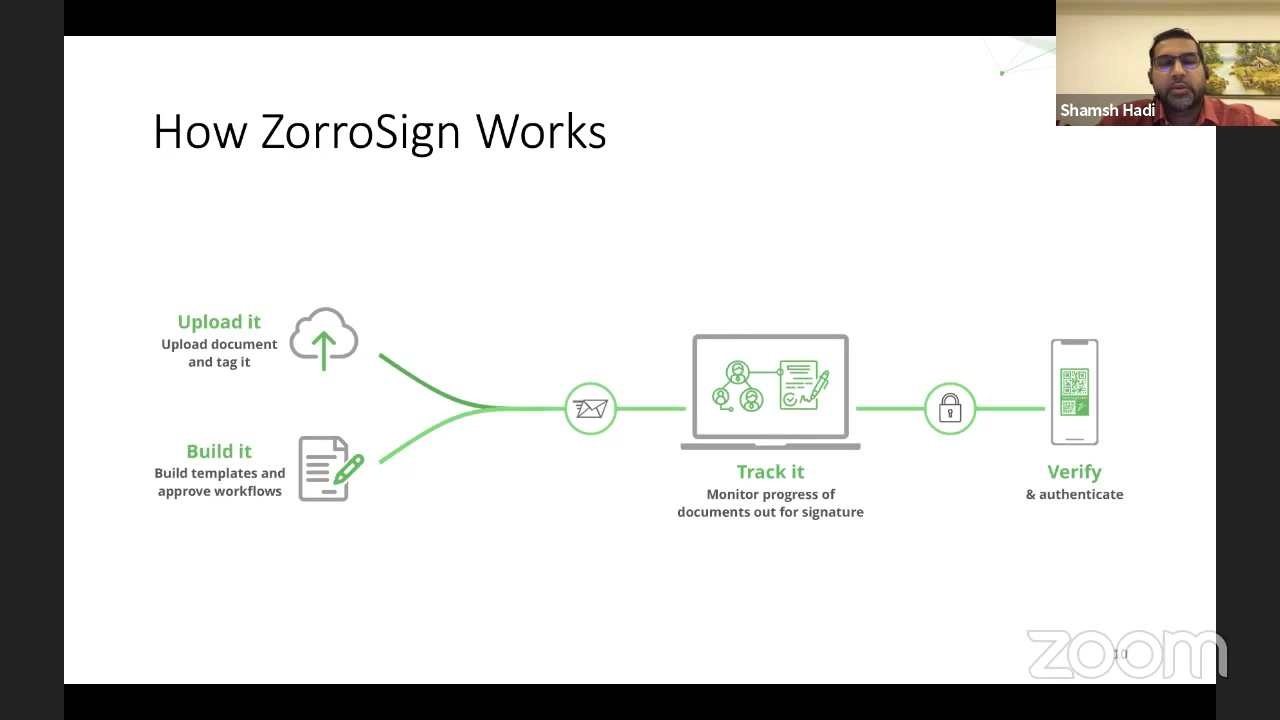 Shamsh Hadi
How ZorroSign Works
Upload it
Upload document
and tag it
Build it
Build templates and
approve workflows
Track it
Monitor progress of
documents out for signature
Verify
& authenticate
10
zoom